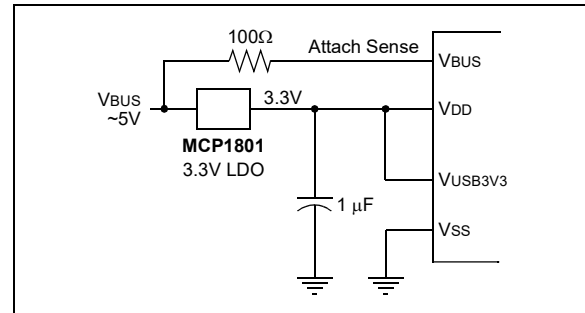 100Ω
Attach Sense
VBUS
VBUS
~5V
3.3V
VDD
MCP1801
3.3V LDO
VUSB3V3
1 μF
VSS